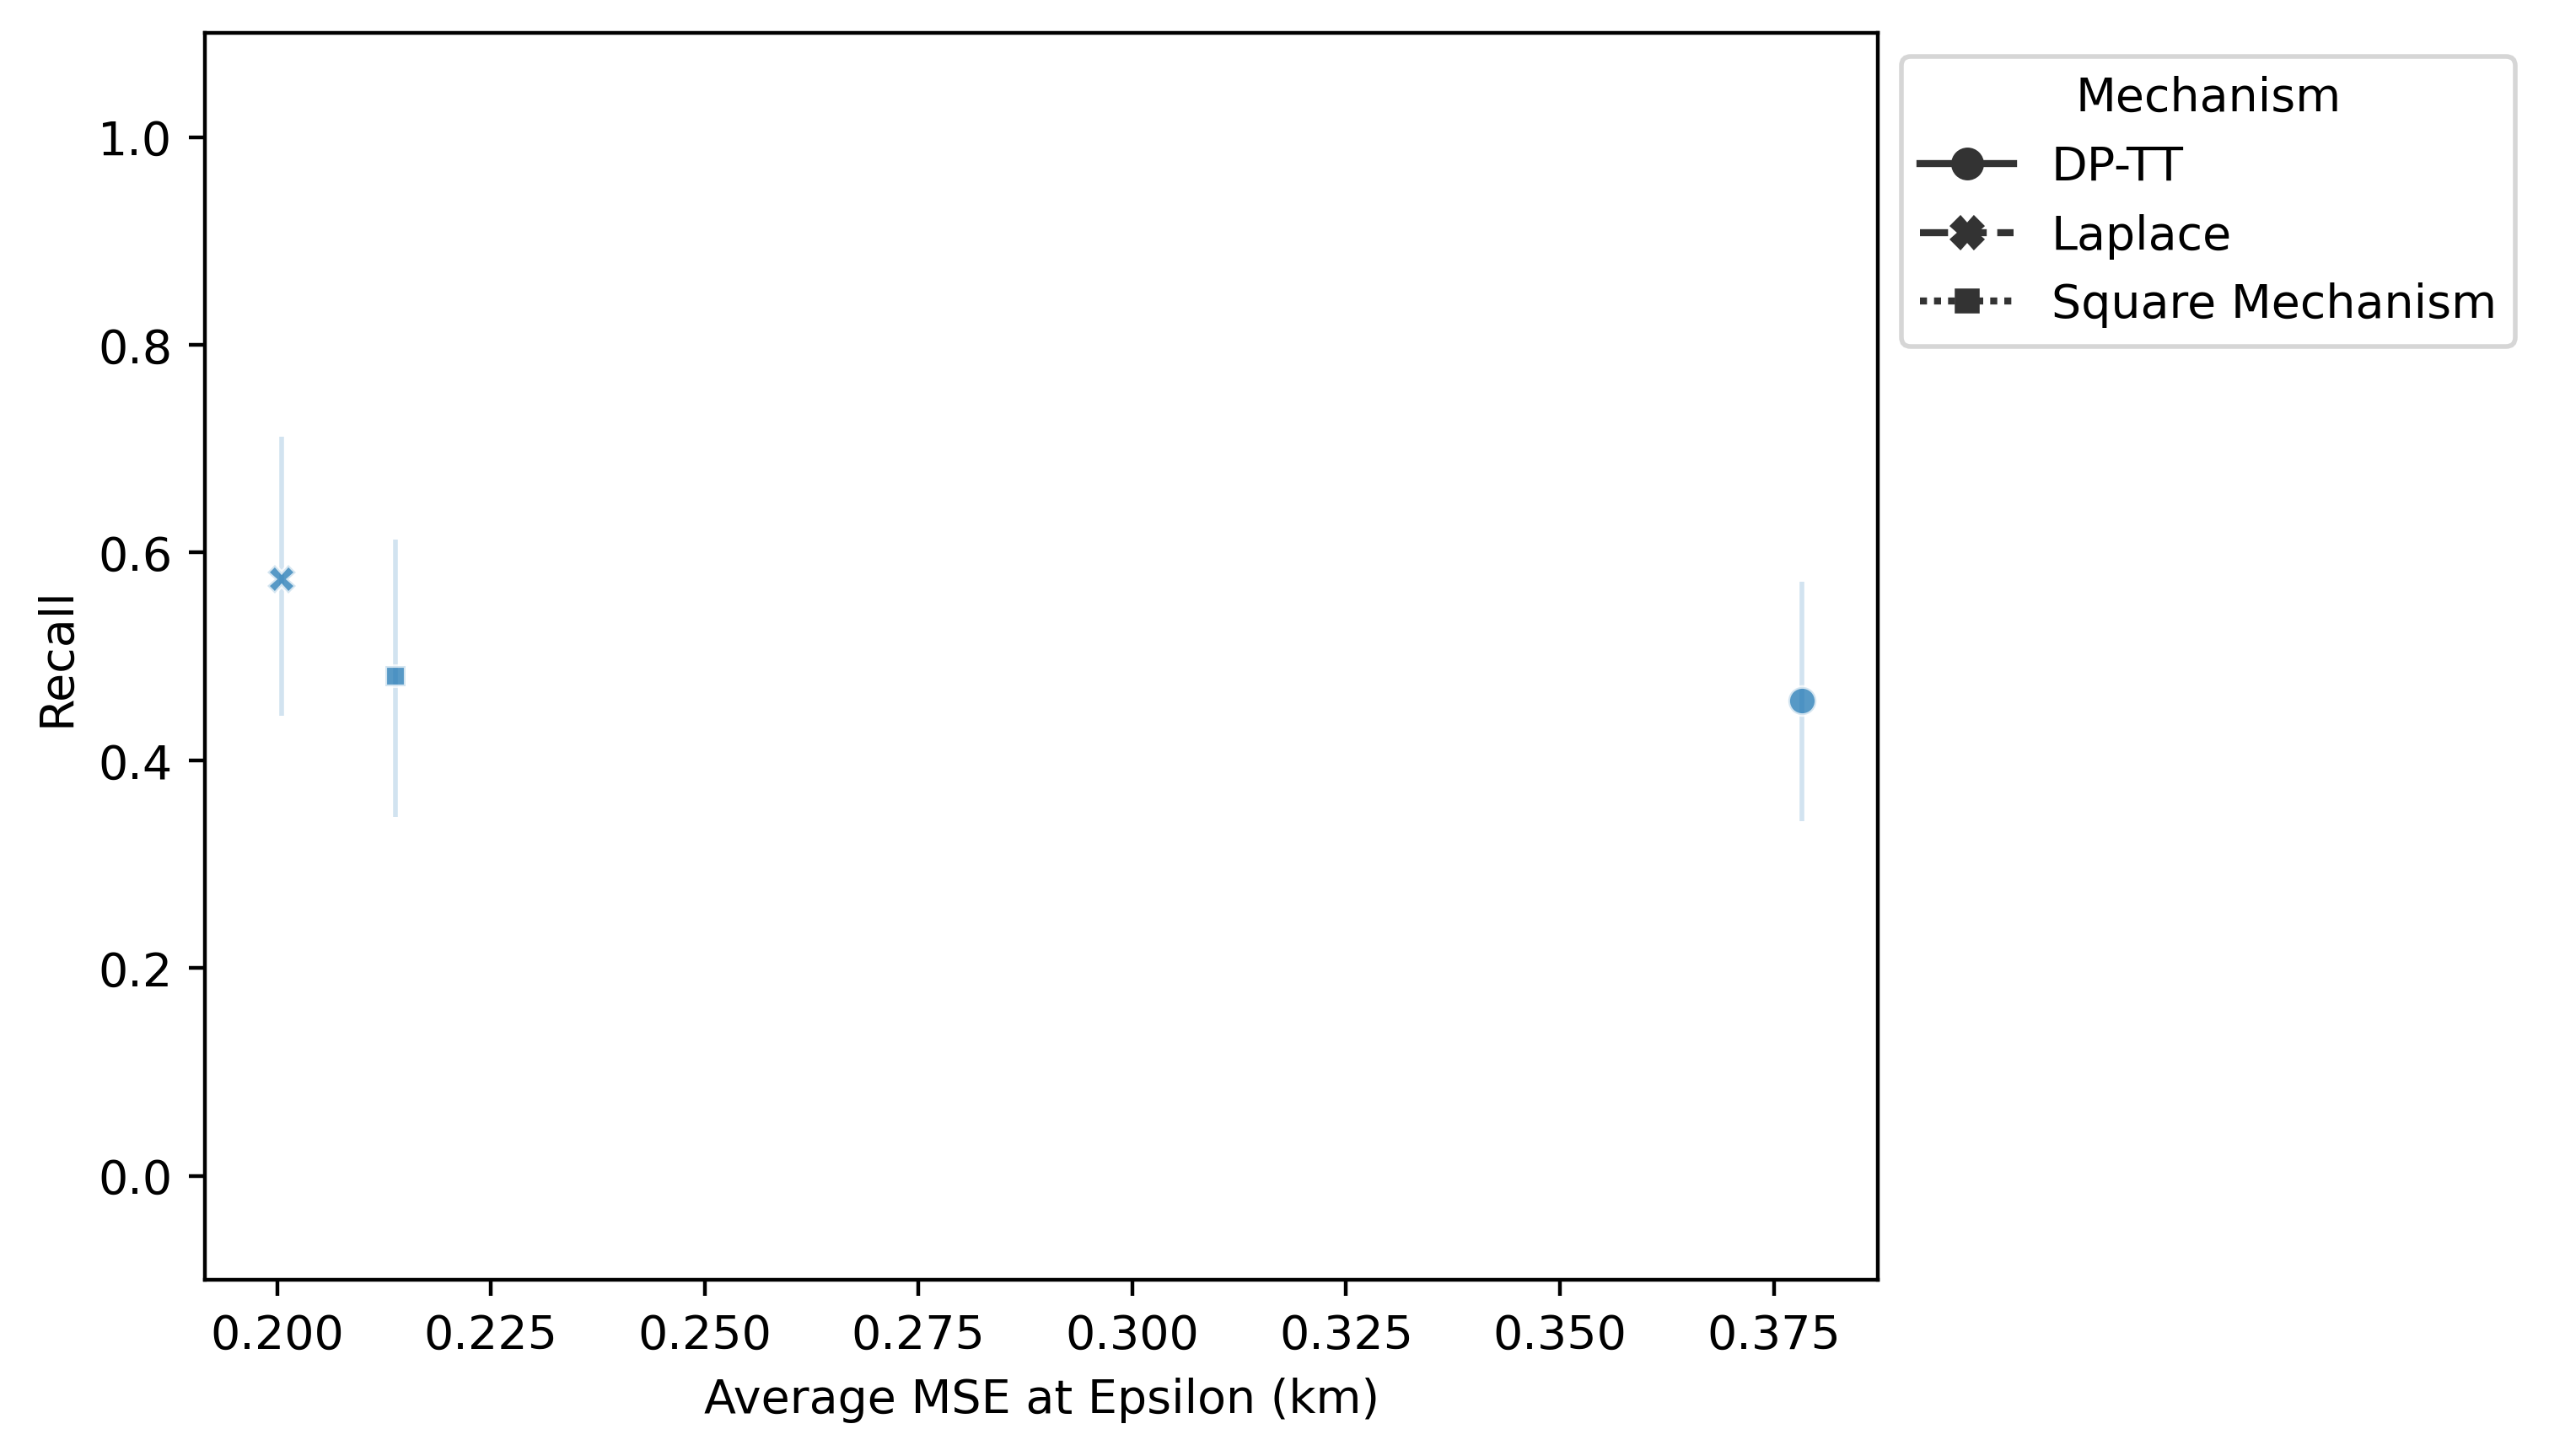 1.0
0.8
0.6
0.4
0.2
0.0
Recall
0.200 0.225 0.250 0.275 0.300 0.325 0.350 0.375
Average MSE at Epsilon (km)
Mechanism
DP-TT
Laplace
Square Mechanism